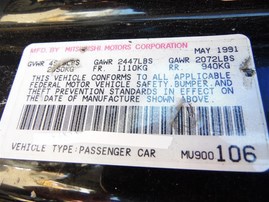 MFD BY MITSUBISHI MOTORS CORPORATION MAY 1991
GVWR GAWR 2447LBS GAWR 2072LBS
FR 1110KG RR 940KG
THIS VEHICLE CONFORMS TO ALL APPLICABLE
FEDERAL MOTOR VEHICLE SAFETY, BUMPER, AND
THEFT PREVENTION STANDARDS IN EFFECT ON
THE DATE OF MANUFACTURE SHOWN ABOVE
VEHICLE TYPE: PASSENGER CAR MU900106